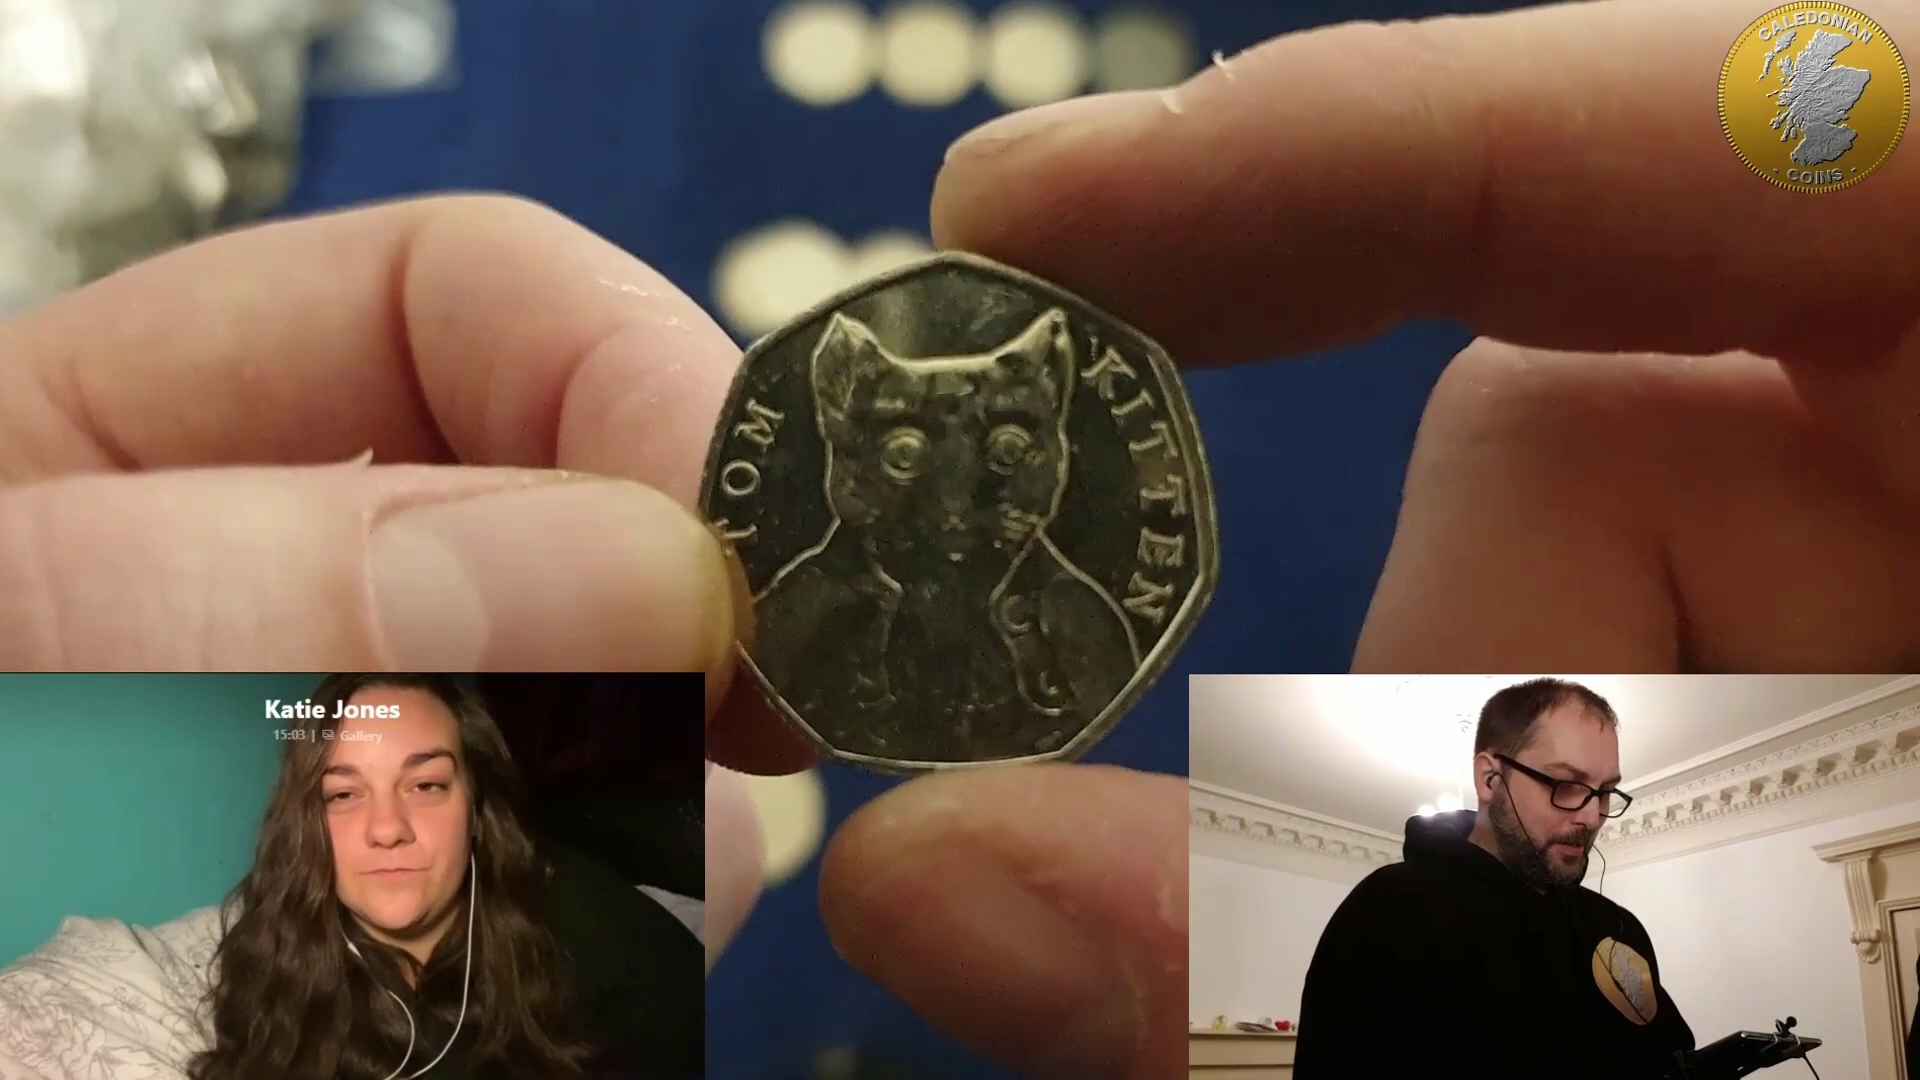 CALEDONIAN
COINS
TOM KITTEN
Katie Jones
15:03 | Gallery